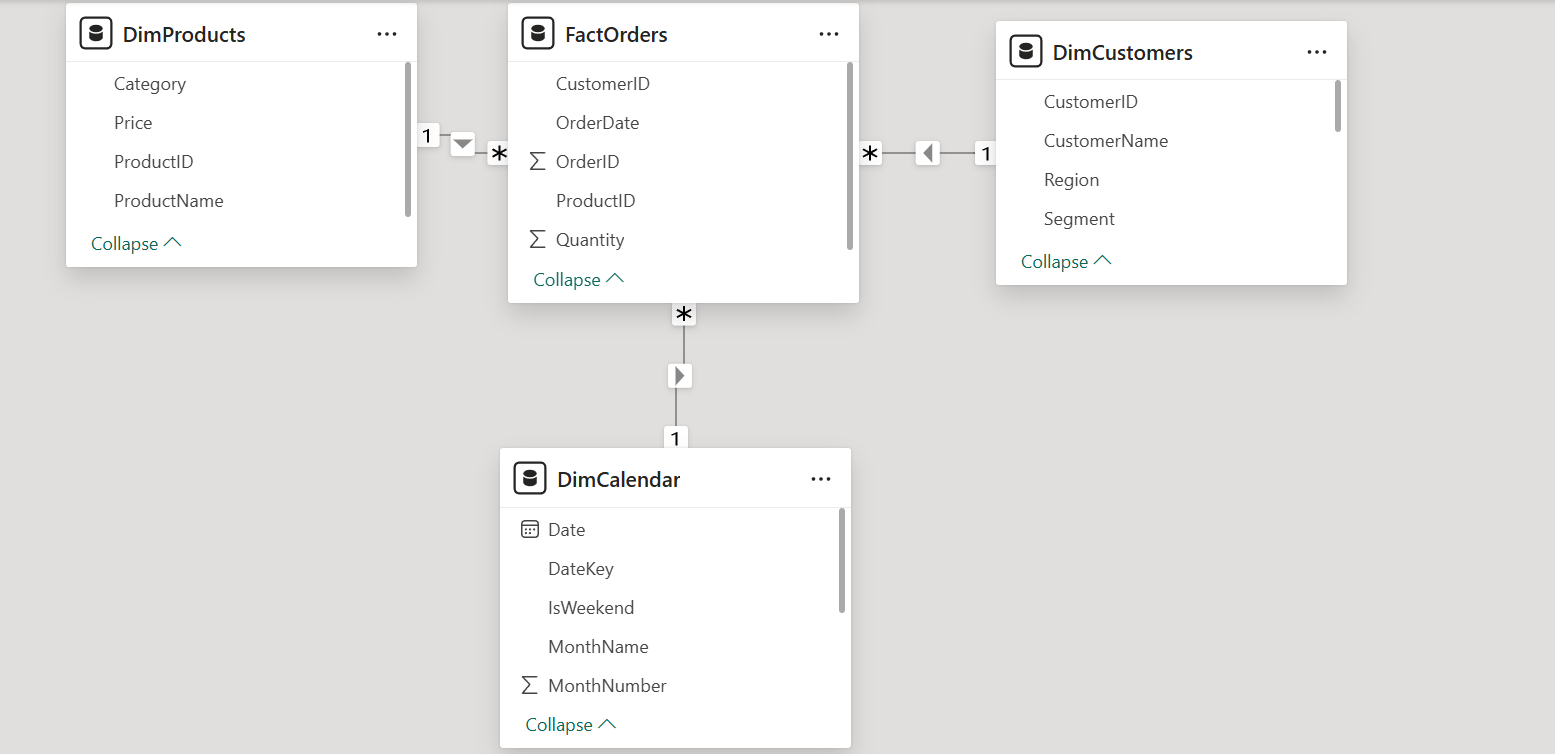 DimProducts
Category
Price
ProductID
ProductName
Collapse
1
*
FactOrders
CustomerID
OrderDate
Σ OrderID
ProductID
Σ Quantity
Collapse
*
1
DimCustomers
CustomerID
CustomerName
Region
Segment
Collapse
*
1
DimCalendar
Date
DateKey
IsWeekend
MonthName
Σ MonthNumber
Collapse